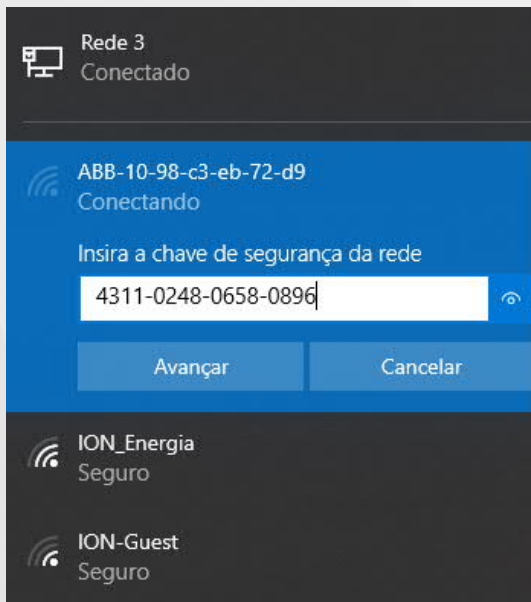 Rede 3
Conectado
ABB-10-98-c3-eb-72-d9
Conectando
Insira a chave de segurança da rede
4311-0248-0658-0896
Avançar
Cancelar
ION_Energia
Seguro
ION-Guest
Seguro